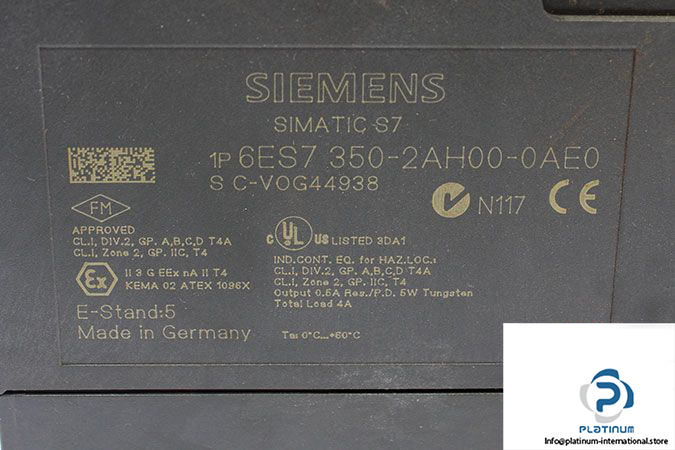 SIEMENS
SIMATIC S7
1P 6ES7 350-2AH00-0AE0
S C-VOG44938
N117
CE
FM
APPROVED
CL.I, DIV.2, GP. A,B,C,D T4A
CL.I, Zone 2, GP. IIC, T4
Ex
II 3 G EEx nA II T4
KEMA 02 ATEX 1096X
E-Stand:5
Made in Germany
C UL US LISTED 3DA1
IND.CONT. EQ. for HAZ.LOC.:
CL.I, DIV.2, GP. A,B,C,D T4A
CL.I, Zone 2, GP. IIC, T4
Output 0.5A Res./P.D. 5W Tungsten
Total Load 4A
Ta: 0°C...+60°C
PLATINUM
Info@platinum-international.store